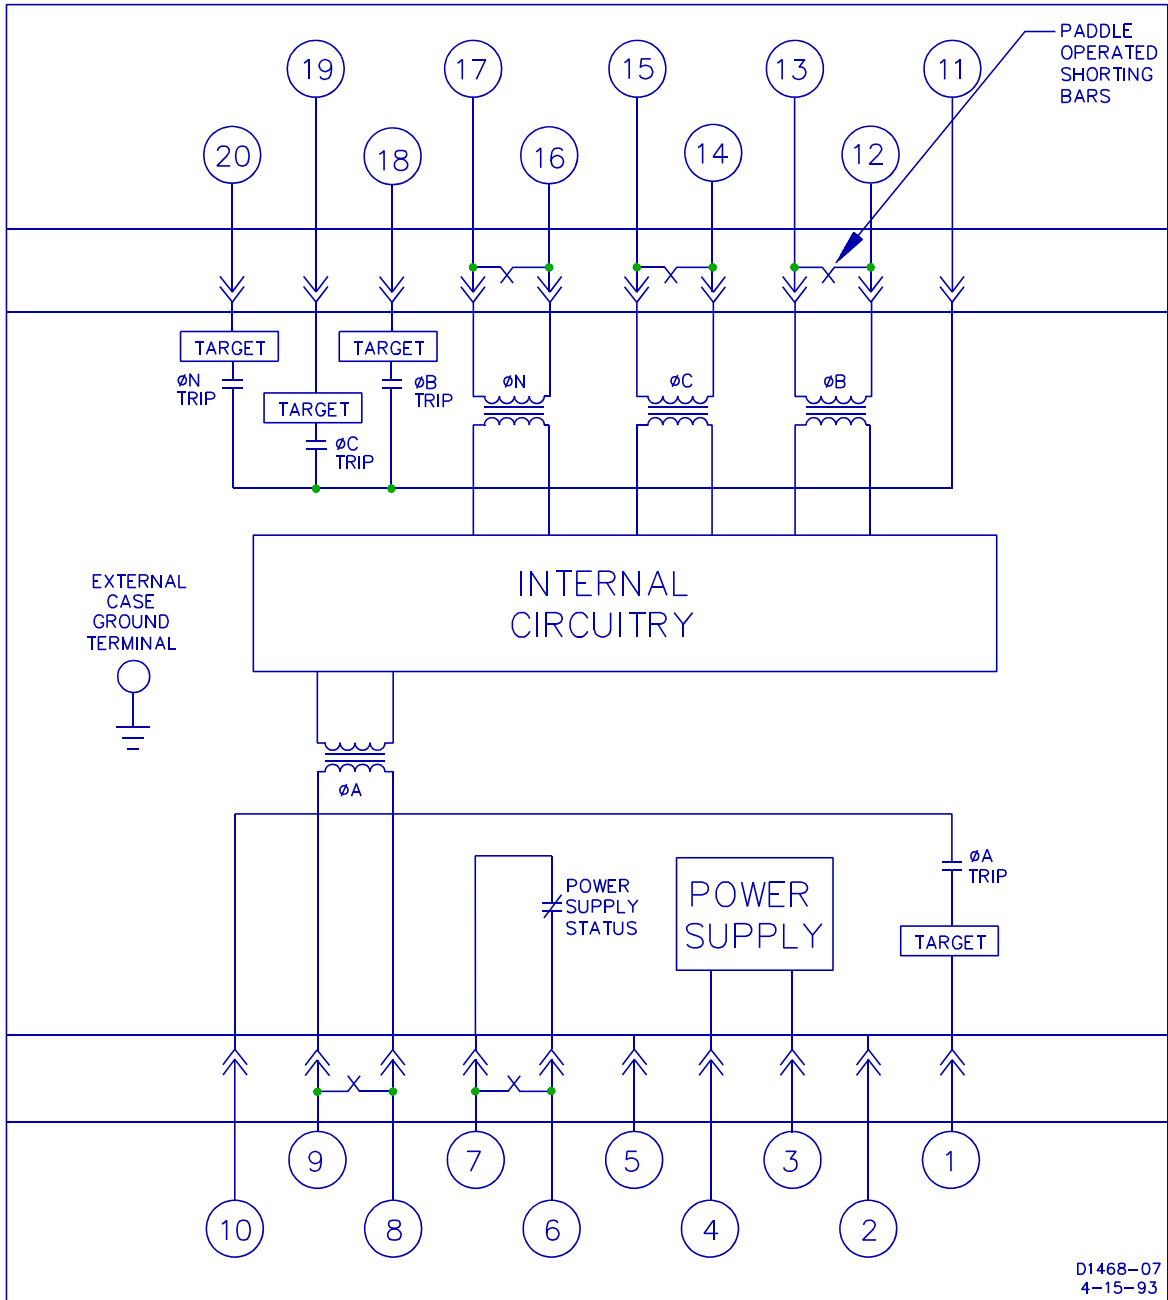 PADDLE
OPERATED
SHORTING
BARS
19
17
15
13
11
20
18
16
14
12
TARGET
TARGET
øN
TRIP
øB
TRIP
TARGET
øC
TRIP
øN
øC
øB
INTERNAL
CIRCUITRY
EXTERNAL
CASE
GROUND
TERMINAL
øA
øA
TRIP
POWER
SUPPLY
STATUS
POWER
SUPPLY
TARGET
9
7
5
3
1
10
8
6
4
2
D1468-07
4-15-93